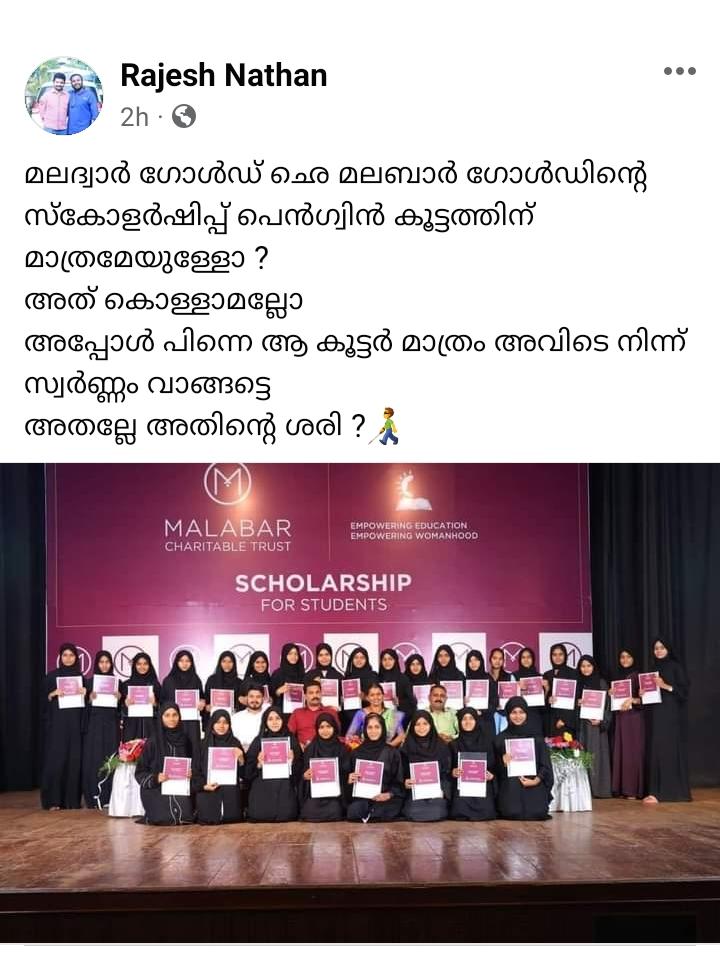 Rajesh Nathan
2h ·
മലദ്വാർ ഗോൾഡ് ഛെ മലബാർ ഗോൾഡിന്റെ
സ്കോളർഷിപ്പ് പെൻഗ്വിൻ കൂട്ടത്തിന്
മാത്രമേയുള്ളോ ?
അത് കൊള്ളാമല്ലോ
അപ്പോൾ പിന്നെ ആ കൂട്ടർ മാത്രം അവിടെ നിന്ന്
സ്വർണ്ണം വാങ്ങട്ടെ
അതല്ലേ അതിന്റെ ശരി ?
MALABAR
CHARITABLE TRUST
EMPOWERING EDUCATION
EMPOWERING WOMANHOOD
SCHOLARSHIP
FOR STUDENTS